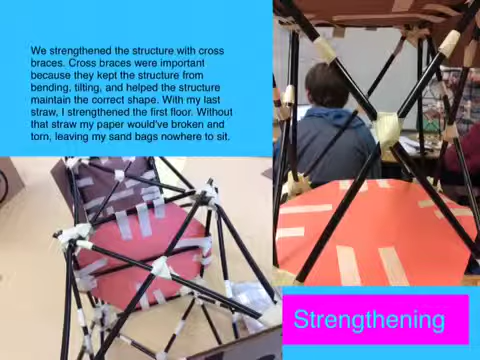 We strengthened the structure with cross
braces. Cross braces were important
because they kept the structure from
bending, tilting, and helped the structure
maintain the correct shape. With my last
straw, I strengthened the first floor. Without
that straw my paper would've broken and
torn, leaving my sand bags nowhere to sit.
Strengthening